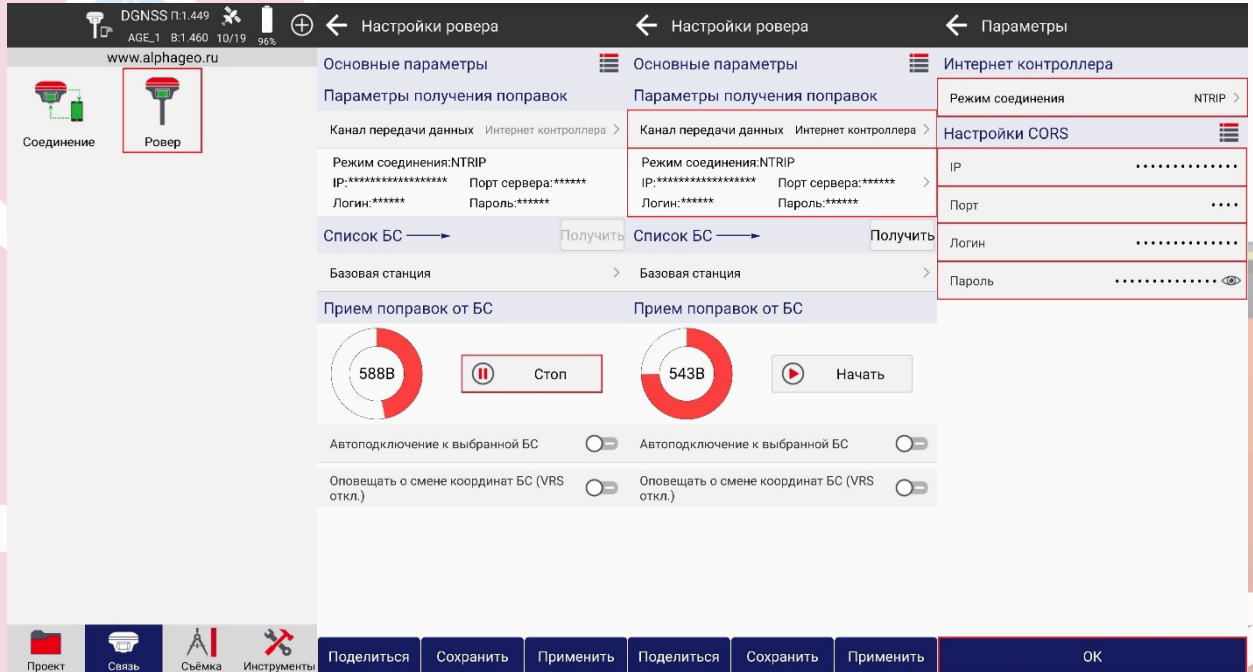 DGNSS П:1.449
AGE_1 В:1.460 10/19 96%
www.alphageo.ru
Соединение
Ровер
Проект
Связь
Съёмка
Инструменты
Настройки ровера
Основные параметры
Параметры получения поправок
Канал передачи данных Интернет контроллера >
Режим соединения:NTRIP
IP:****************** Порт сервера:******
Логин:****** Пароль:******
Список БС Получить
Базовая станция >
Прием поправок от БС
588B Стоп
Автоподключение к выбранной БС
Оповещать о смене координат БС (VRS
откл.)
Поделиться Сохранить Применить
Настройки ровера
Основные параметры
Параметры получения поправок
Канал передачи данных Интернет контроллера >
Режим соединения:NTRIP
IP:****************** Порт сервера:****** >
Логин:****** Пароль:******
Список БС Получить
Базовая станция >
Прием поправок от БС
543B Начать
Автоподключение к выбранной БС
Оповещать о смене координат БС (VRS
откл.)
Поделиться Сохранить Применить
Параметры
Интернет контроллера
Режим соединения NTRIP >
Настройки CORS
IP ••••••••••••••
Порт ••••
Логин ••••••••••••••
Пароль ••••••••••••••
ОК